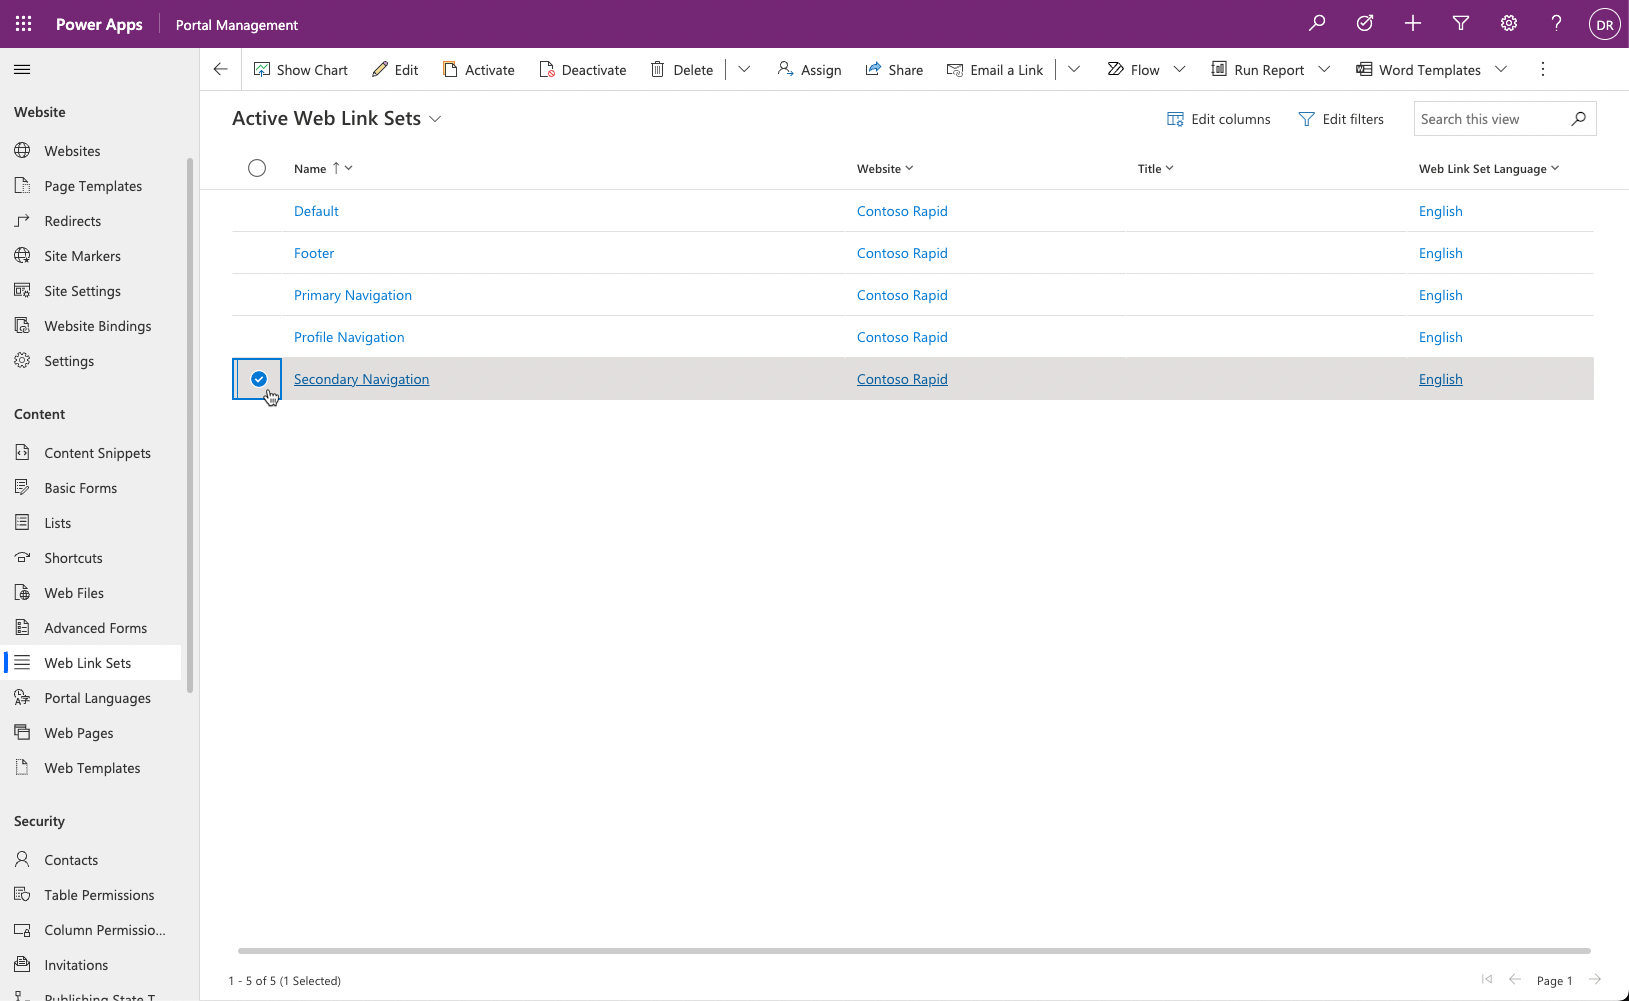 Power Apps
Portal Management
DR
Show Chart
Edit
Activate
Deactivate
Delete
Assign
Share
Email a Link
Flow
Run Report
Word Templates
Website
Websites
Page Templates
Redirects
Site Markers
Site Settings
Website Bindings
Settings
Content
Content Snippets
Basic Forms
Lists
Shortcuts
Web Files
Advanced Forms
Web Link Sets
Portal Languages
Web Pages
Web Templates
Security
Contacts
Table Permissions
Column Permissio...
Invitations
Publishing State T
Active Web Link Sets
Edit columns
Edit filters
Search this view
Name ↑ Website Title Web Link Set Language
Default Contoso Rapid English
Footer Contoso Rapid English
Primary Navigation Contoso Rapid English
Profile Navigation Contoso Rapid English
Secondary Navigation Contoso Rapid English
1 - 5 of 5 (1 Selected)
Page 1